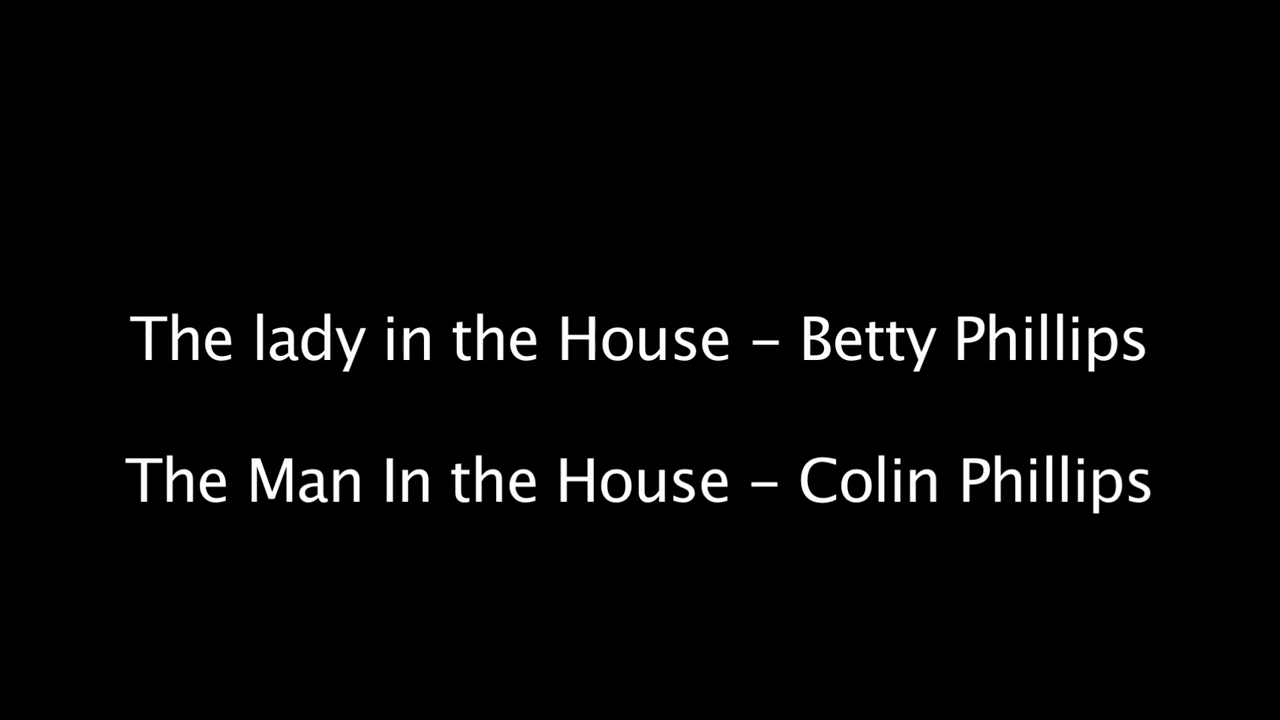 The lady in the House – Betty Phillips
The Man In the House – Colin Phillips